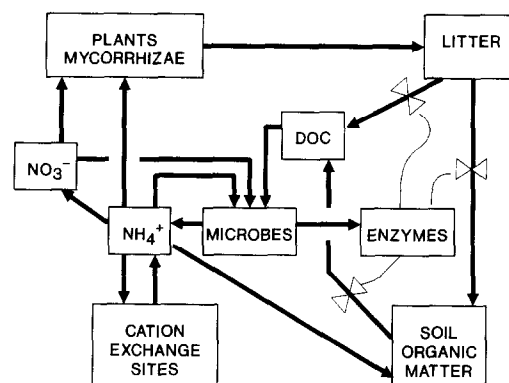 PLANTS
MYCORRHIZAE
LITTER
DOC
NO₃⁻
NH₄⁺
MICROBES
ENZYMES
CATION
EXCHANGE
SITES
SOIL
ORGANIC
MATTER